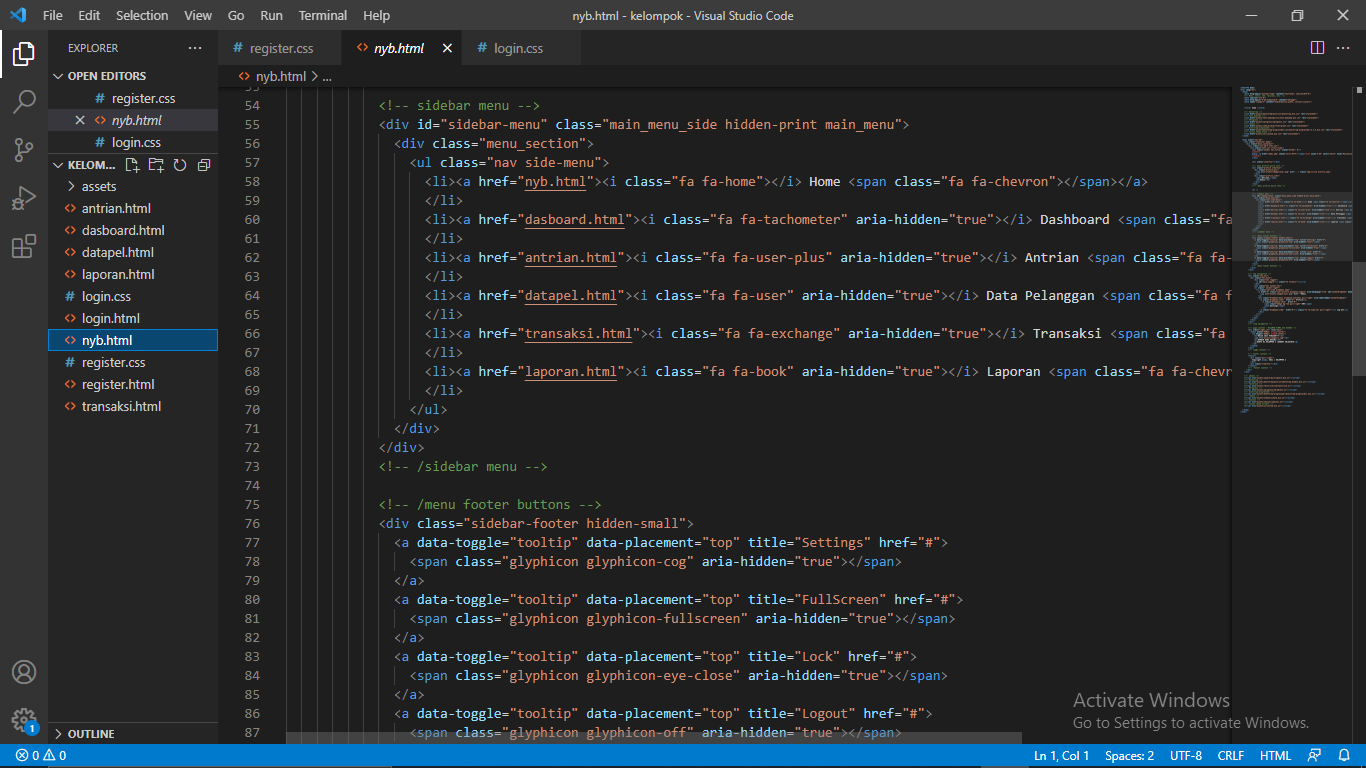 File Edit Selection View Go Run Terminal Help nyb.html - kelompok - Visual Studio Code
EXPLORER
register.css nyb.html login.css
OPEN EDITORS
nyb.html > ...
register.css
nyb.html
login.css
KELOM...
assets
antrian.html
dasboard.html
datapel.html
laporan.html
login.css
login.html
nyb.html
register.css
register.html
transaksi.html
OUTLINE
53
54 <!-- sidebar menu -->
55 <div id="sidebar-menu" class="main_menu_side hidden-print main_menu">
56 <div class="menu_section">
57 <ul class="nav side-menu">
58 <li><a href="nyb.html"><i class="fa fa-home"></i> Home <span class="fa fa-chevron"></span></a>
59 </li>
60 <li><a href="dasboard.html"><i class="fa fa-tachometer" aria-hidden="true"></i> Dashboard <span class="fa
61 </li>
62 <li><a href="antrian.html"><i class="fa fa-user-plus" aria-hidden="true"></i> Antrian <span class="fa fa-
63 </li>
64 <li><a href="datapel.html"><i class="fa fa-user" aria-hidden="true"></i> Data Pelanggan <span class="fa f
65 </li>
66 <li><a href="transaksi.html"><i class="fa fa-exchange" aria-hidden="true"></i> Transaksi <span class="fa
67 </li>
68 <li><a href="laporan.html"><i class="fa fa-book" aria-hidden="true"></i> Laporan <span class="fa fa-chevr
69 </li>
70 </ul>
71 </div>
72 </div>
73 <!-- /sidebar menu -->
74
75 <!-- /menu footer buttons -->
76 <div class="sidebar-footer hidden-small">
77 <a data-toggle="tooltip" data-placement="top" title="Settings" href="#">
78 <span class="glyphicon glyphicon-cog" aria-hidden="true"></span>
79 </a>
80 <a data-toggle="tooltip" data-placement="top" title="FullScreen" href="#">
81 <span class="glyphicon glyphicon-fullscreen" aria-hidden="true"></span>
82 </a>
83 <a data-toggle="tooltip" data-placement="top" title="Lock" href="#">
84 <span class="glyphicon glyphicon-eye-close" aria-hidden="true"></span>
85 </a>
86 <a data-toggle="tooltip" data-placement="top" title="Logout" href="#">
87 <span class="glyphicon glyphicon-off" aria-hidden="true"></span>
Activate Windows
Go to Settings to activate Windows.
1
0 0 Ln 1, Col 1 Spaces: 2 UTF-8 CRLF HTML